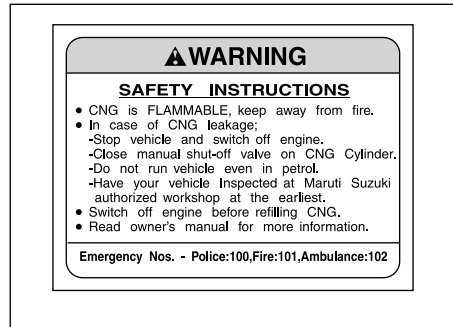 WARNING
SAFETY INSTRUCTIONS
• CNG is FLAMMABLE, keep away from fire.
• In case of CNG leakage;
-Stop vehicle and switch off engine.
-Close manual shut-off valve on CNG Cylinder.
-Do not run vehicle even in petrol.
-Have your vehicle Inspected at Maruti Suzuki
authorized workshop at the earliest.
• Switch off engine before refilling CNG.
• Read owner's manual for more information.
Emergency Nos. - Police:100,Fire:101,Ambulance:102